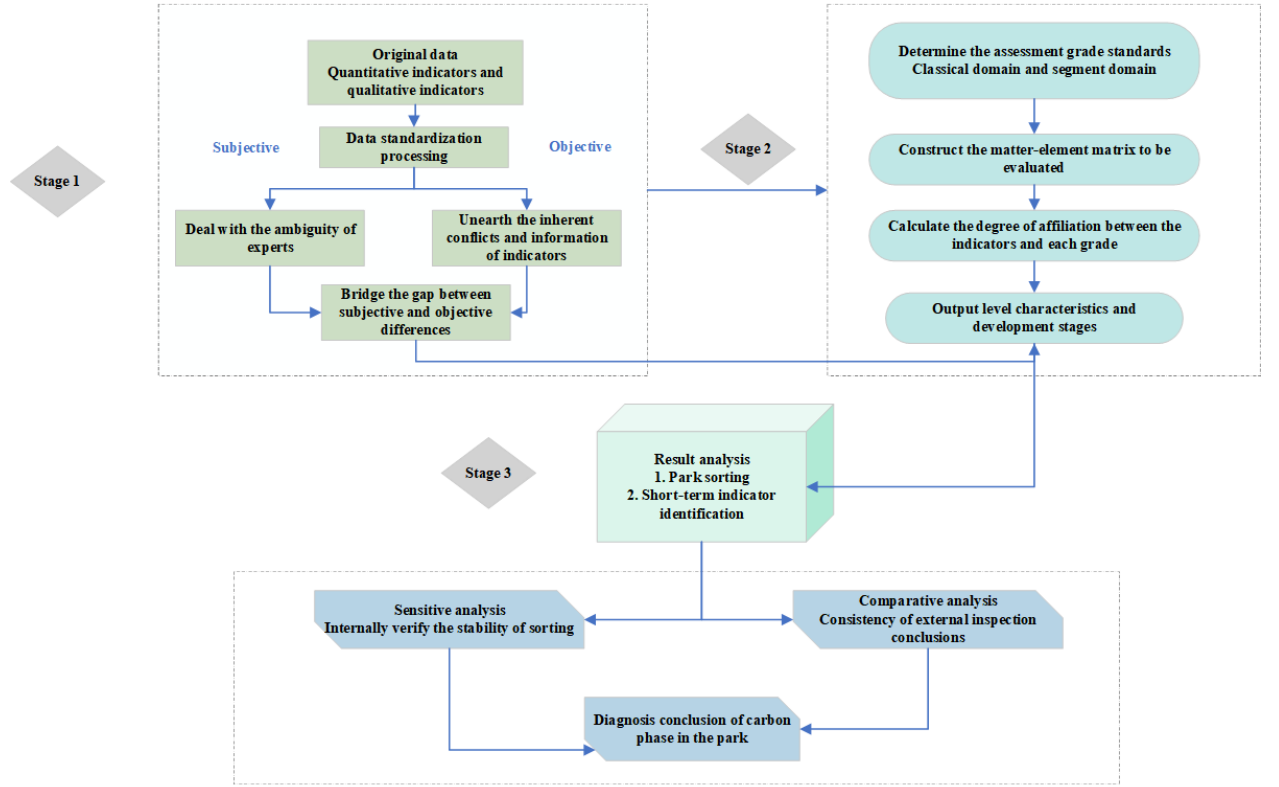 Stage 1
Original data
Quantitative indicators and
qualitative indicators
Subjective
Data standardization
processing
Objective
Deal with the ambiguity of
experts
Unearth the inherent
conflicts and information
of indicators
Bridge the gap between
subjective and objective
differences
Stage 2
Determine the assessment grade standards
Classical domain and segment domain
Construct the matter-element matrix to be
evaluated
Calculate the degree of affiliation between the
indicators and each grade
Output level characteristics and
development stages
Stage 3
Result analysis
1. Park sorting
2. Short-term indicator
identification
Sensitive analysis
Internally verify the stability of sorting
Comparative analysis
Consistency of external inspection
conclusions
Diagnosis conclusion of carbon
phase in the park